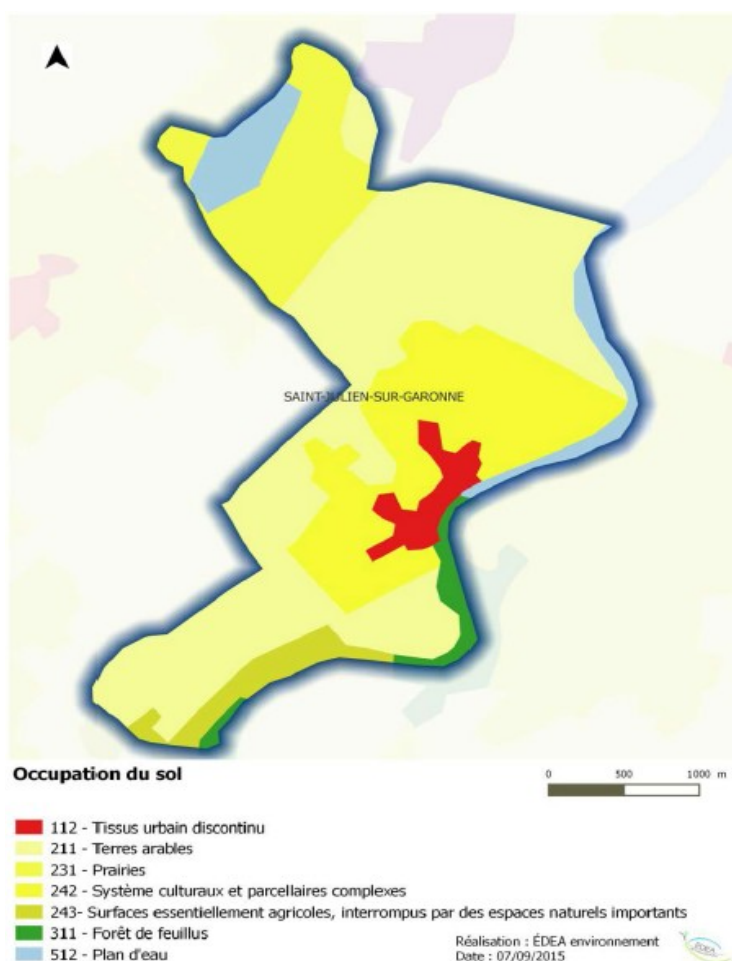 SAINT-JULIEN-SUR-GARONNE
Occupation du sol
0 500 1000 m
112 - Tissus urbain discontinu
211 - Terres arables
231 - Prairies
242 - Système culturaux et parcellaires complexes
243- Surfaces essentiellement agricoles, interrompus par des espaces naturels importants
311 - Forêt de feuillus
512 - Plan d'eau
Réalisation : ÉDEA environnement
Date : 07/09/2015
EDEA